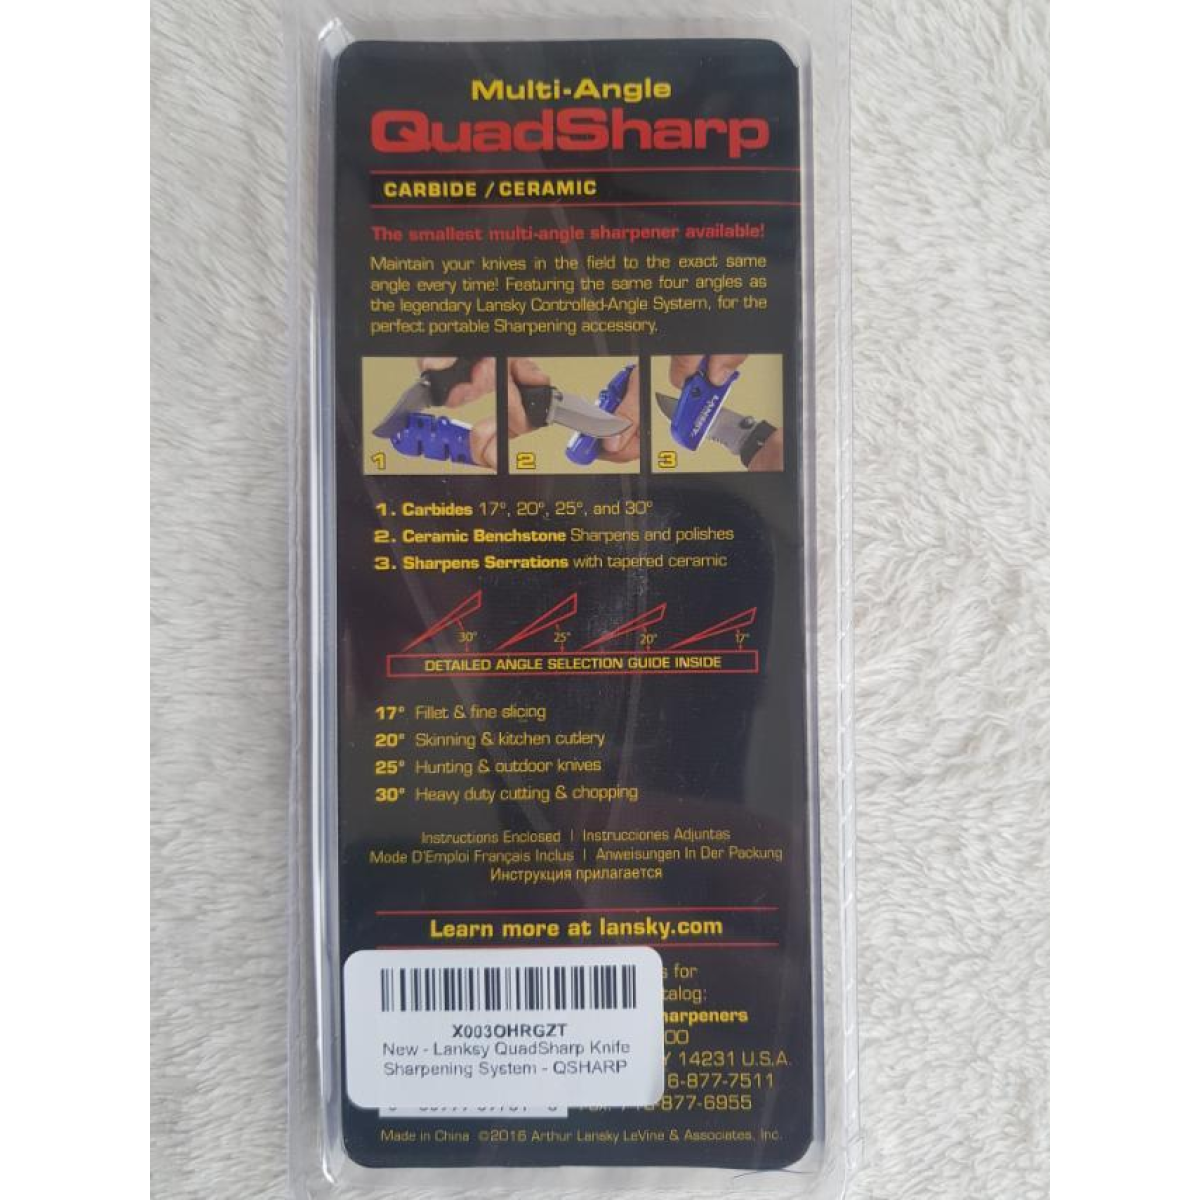 Multi-Angle
QuadSharp
CARBIDE / CERAMIC
The smallest multi-angle sharpener available!
Maintain your knives in the field to the exact same
angle every time! Featuring the same four angles as
the legendary Lansky Controlled-Angle System, for the
perfect portable Sharpening accessory.
LANSKY
1 2 3
1. Carbides 17°, 20°, 25°, and 30°
2. Ceramic Benchstone Sharpens and polishes
3. Sharpens Serrations with tapered ceramic
30° 25° 20° 17°
DETAILED ANGLE SELECTION GUIDE INSIDE
17° Fillet & fine slicing
20° Skinning & kitchen cutlery
25° Hunting & outdoor knives
30° Heavy duty cutting & chopping
Instructions Enclosed | Instrucciones Adjuntas
Mode D'Emploi Français Inclus | Anweisungen In Der Packung
Инструкция прилагается
Learn more at lansky.com
for
14231 U.S.A.
6-877-7511
877-6955
X003OHRGZT
New - Lanksy QuadSharp Knife
Sharpening System - QSHARP
Made in China ©2016 Arthur Lansky LeVine & Associates, Inc.